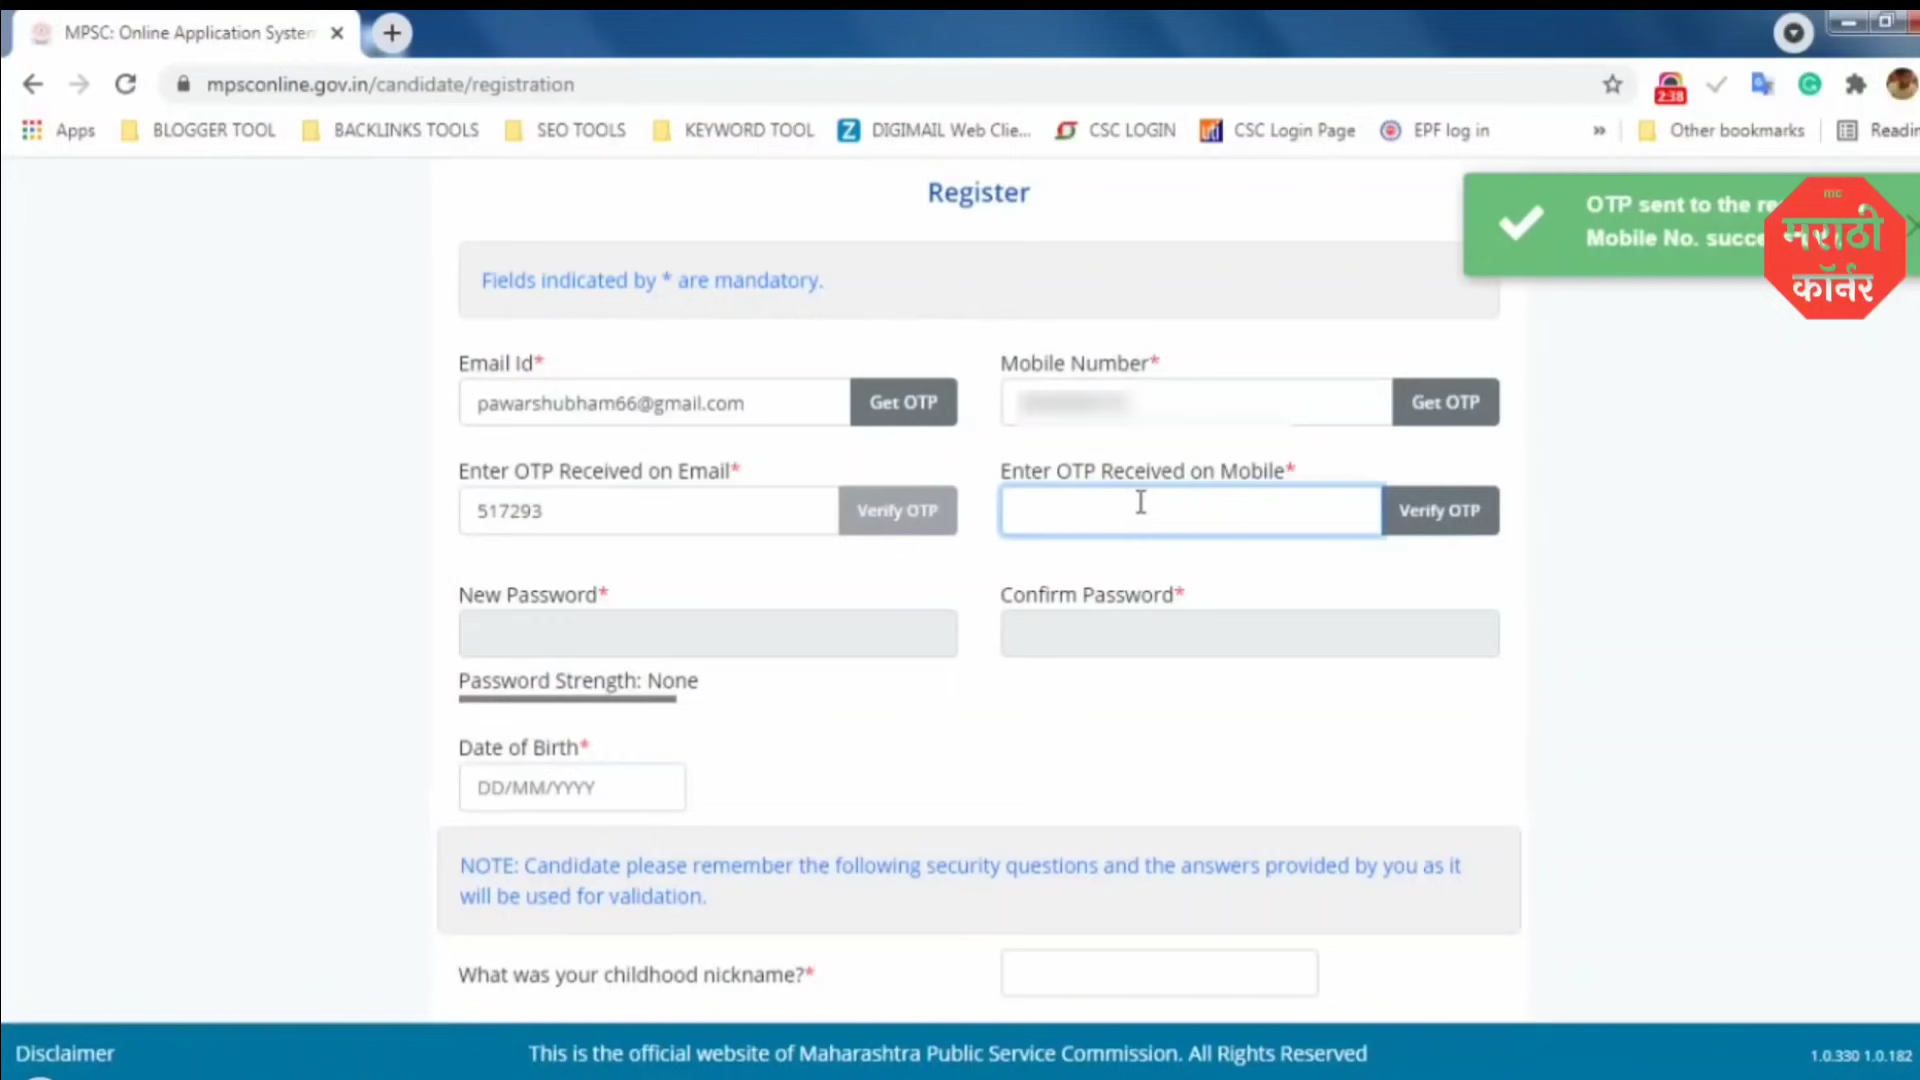 MPSC: Online Application System
mpsconline.gov.in/candidate/registration
2:38
Apps BLOGGER TOOL BACKLINKS TOOLS SEO TOOLS KEYWORD TOOL DIGIMAIL Web Clie... CSC LOGIN CSC Login Page EPF log in » Other bookmarks Readin
Register
OTP sent to the re
Mobile No. succe
mc
मराठी
कॉर्नर
Fields indicated by * are mandatory.
Email Id* Mobile Number*
pawarshubham66@gmail.com Get OTP Get OTP
Enter OTP Received on Email* Enter OTP Received on Mobile*
517293 Verify OTP Verify OTP
New Password* Confirm Password*
Password Strength: None
Date of Birth*
DD/MM/YYYY
NOTE: Candidate please remember the following security questions and the answers provided by you as it
will be used for validation.
What was your childhood nickname?*
Disclaimer This is the official website of Maharashtra Public Service Commission. All Rights Reserved 1.0.330 1.0.182